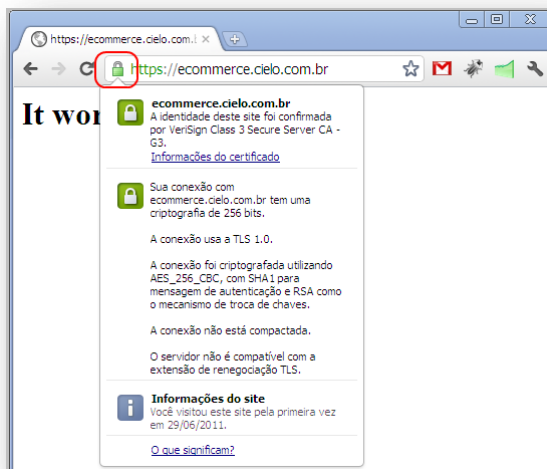 https://ecommerce.cielo.com.
https://ecommerce.cielo.com.br
It wor
ecommerce.cielo.com.br
A identidade deste site foi confirmada
por VeriSign Class 3 Secure Server CA -
G3.
Informações do certificado
Sua conexão com
ecommerce.cielo.com.br tem uma
criptografia de 256 bits.
A conexão usa a TLS 1.0.
A conexão foi criptografada utilizando
AES_256_CBC, com SHA1 para
mensagem de autenticação e RSA como
o mecanismo de troca de chaves.
A conexão não está compactada.
O servidor não é compatível com a
extensão de renegociação TLS.
Informações do site
Você visitou este site pela primeira vez
em 29/06/2011.
O que significam?